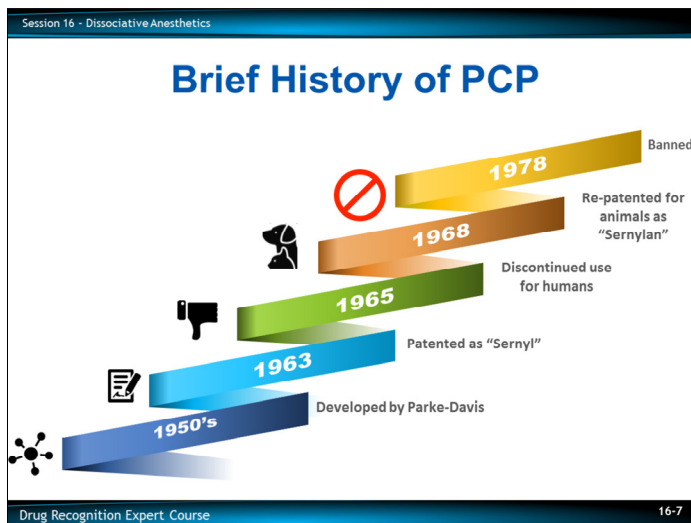 Session 16 - Dissociative Anesthetics
Brief History of PCP
1978
Banned
1968
Re-patented for
animals as
“Sernylan”
1965
Discontinued use
for humans
1963
Patented as “Sernyl”
1950’s
Developed by Parke-Davis
Drug Recognition Expert Course
16-7